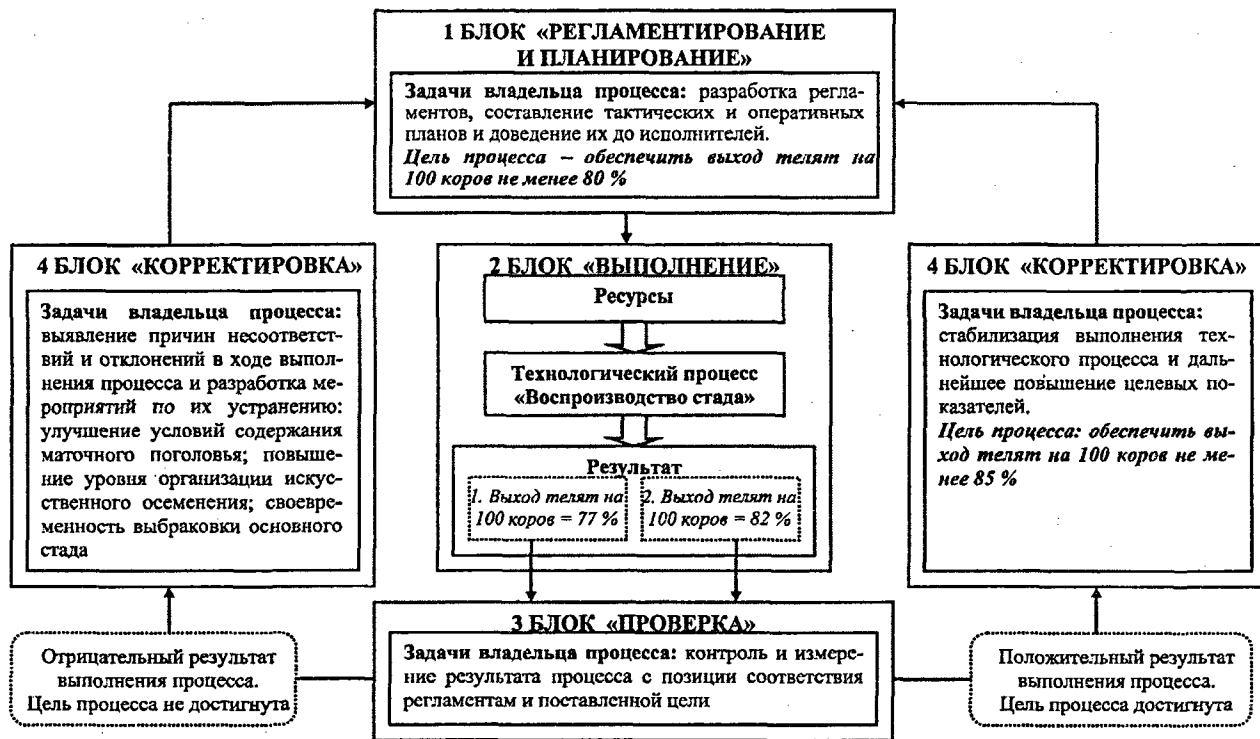 1 БЛОК «РЕГЛАМЕНТИРОВАНИЕ
И ПЛАНИРОВАНИЕ»
Задачи владельца процесса: разработка регла-
ментов, составление тактических и оперативных
планов и доведение их до исполнителей.
Цель процесса – обеспечить выход телят на
100 коров не менее 80 %
4 БЛОК «КОРРЕКТИРОВКА»
Задачи владельца процесса:
выявление причин несоответст-
вий и отклонений в ходе выпол-
нения процесса и разработка ме-
роприятий по их устранению:
улучшение условий содержания
маточного поголовья; повыше-
ние уровня организации искус-
ственного осеменения; своевре-
менность выбраковки основного
стада
2 БЛОК «ВЫПОЛНЕНИЕ»
Ресурсы
Технологический процесс
«Воспроизводство стада»
Результат
1. Выход телят на
100 коров = 77 %
2. Выход телят на
100 коров = 82 %
4 БЛОК «КОРРЕКТИРОВКА»
Задачи владельца процесса:
стабилизация выполнения тех-
нологического процесса и даль-
нейшее повышение целевых по-
казателей.
Цель процесса: обеспечить вы-
ход телят на 100 коров не ме-
нее 85 %
3 БЛОК «ПРОВЕРКА»
Задачи владельца процесса: контроль и измере-
ние результата процесса с позиции соответствия
регламентам и поставленной цели
Отрицательный результат
выполнения процесса.
Цель процесса не достигнута
Положительный результат
выполнения процесса.
Цель процесса достигнута